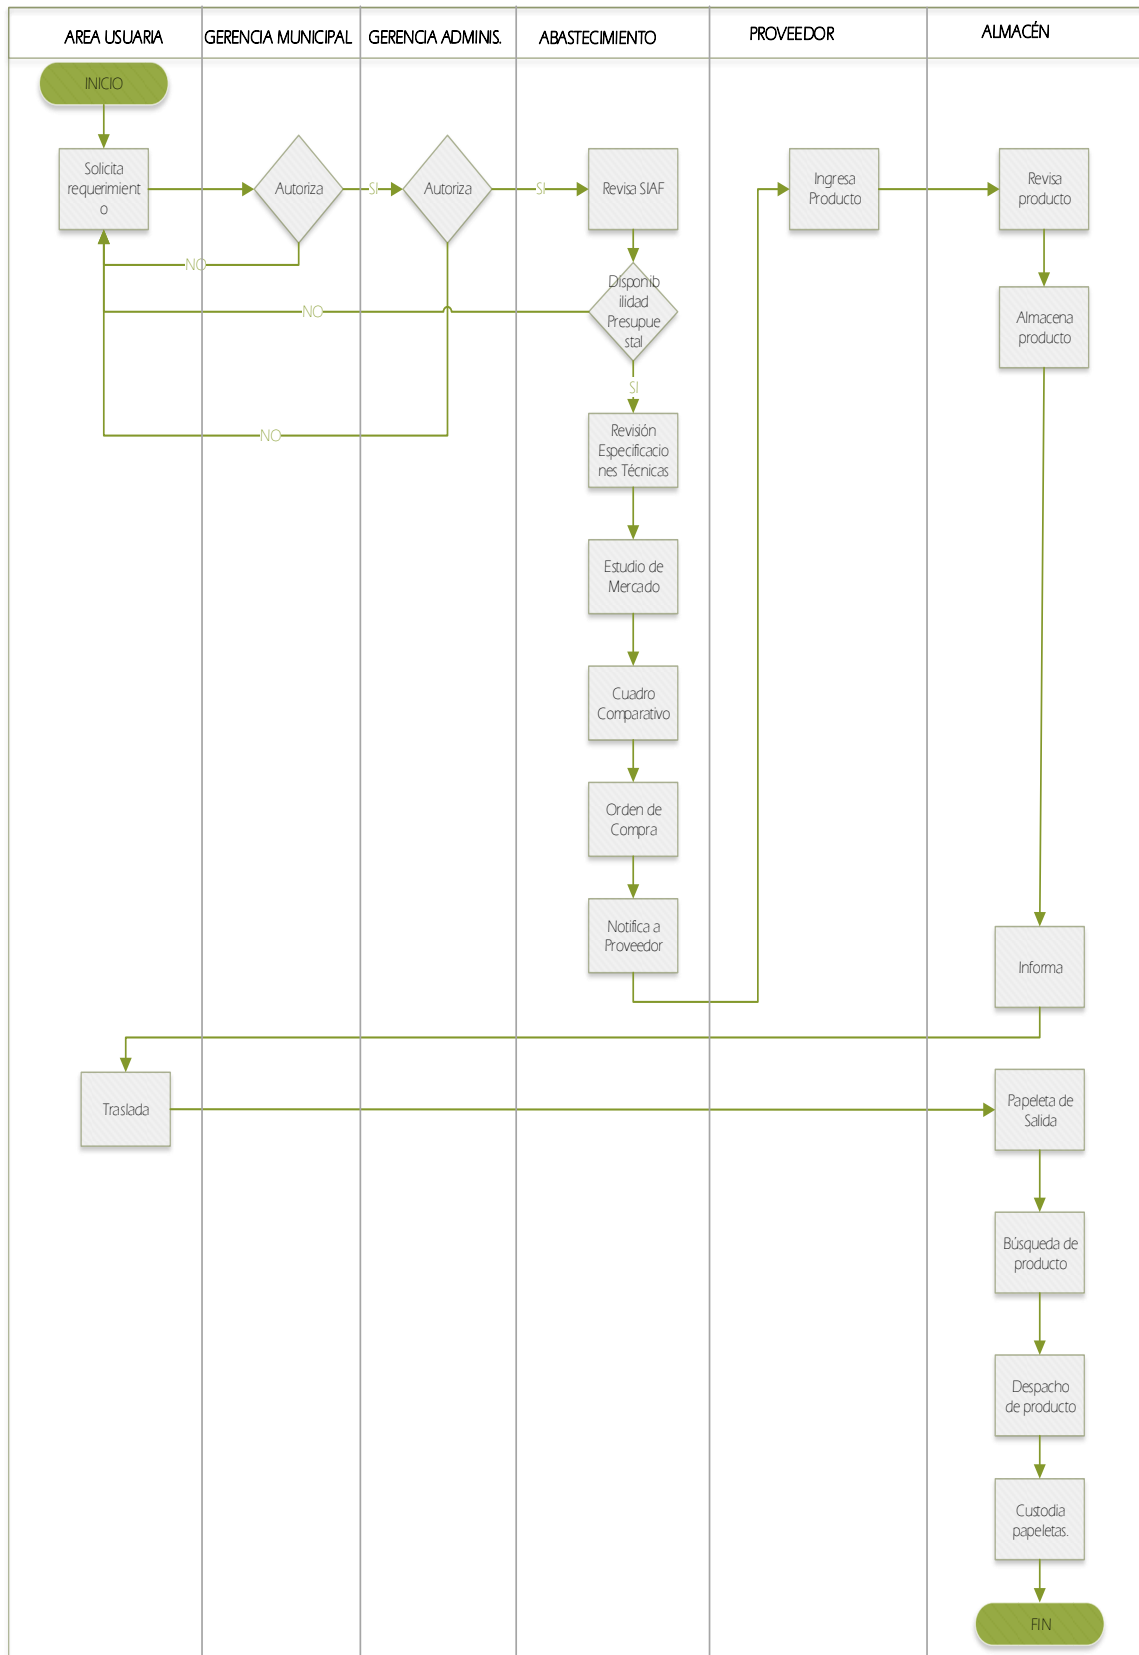 AREA USUARIA
GERENCIA MUNICIPAL
GERENCIA ADMINIS.
ABASTECIMIENTO
PROVEEDOR
ALMACÉN
INICIO
Solicita
requerimient
o
Autoriza
SI
Autoriza
SI
Revisa SIAF
Ingresa
Producto
Revisa
producto
NO
Disponib
ilidad
Presupue
stal
NO
Almacena
producto
SI
NO
Revisión
Especificacio
nes Técnicas
Estudio de
Mercado
Cuadro
Comparativo
Orden de
Compra
Notifica a
Proveedor
Informa
Traslada
Papeleta de
Salida
Búsqueda de
producto
Despacho
de producto
Custodia
papeletas.
FIN